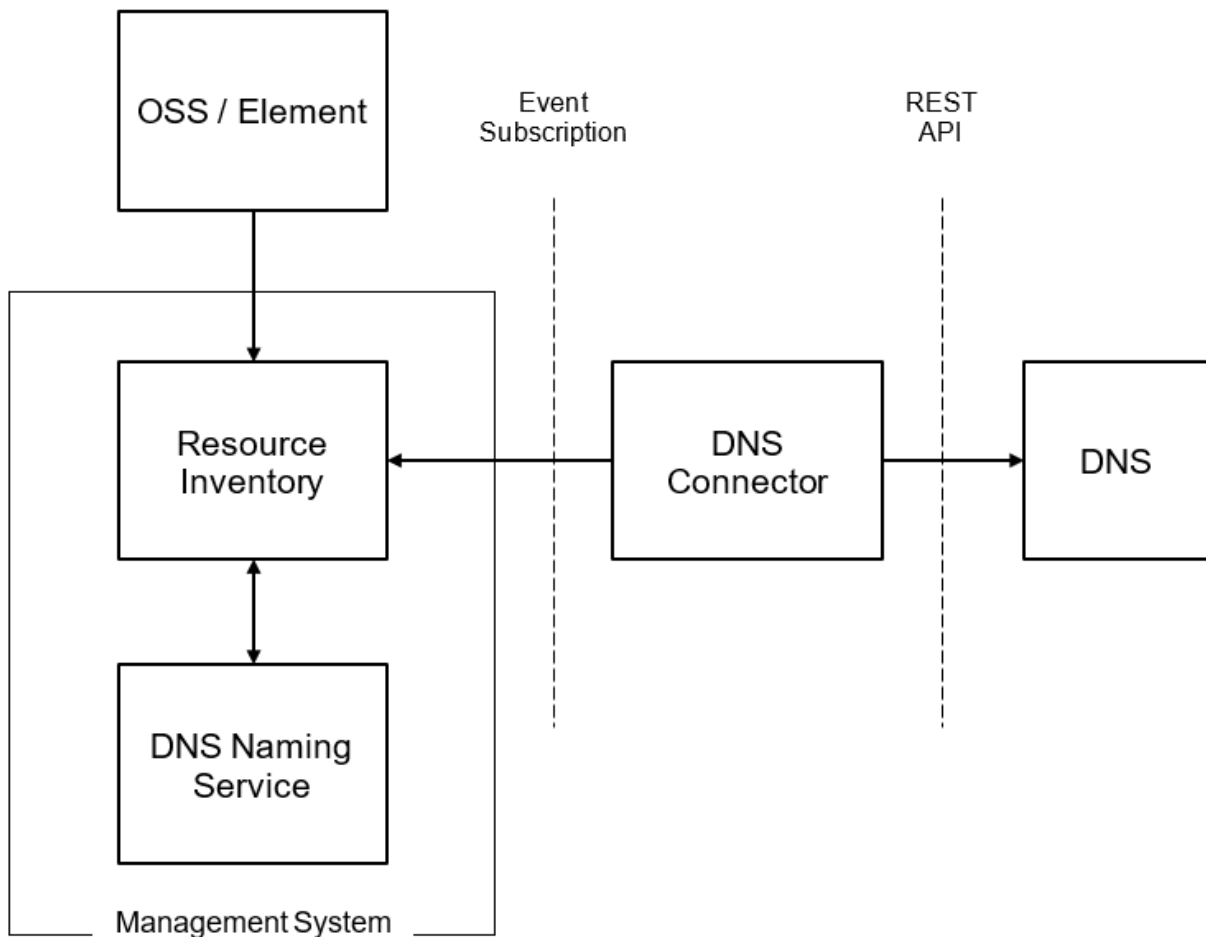 OSS / Element
Event
Subscription
REST
API
Resource
Inventory
DNS
Connector
DNS
DNS Naming
Service
Management System